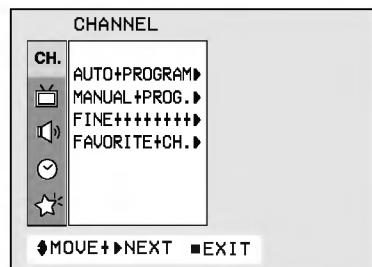 CHANNEL
CH.
AUTO+PROGRAM▶
MANUAL+PROG.▶
FINE++++++++▶
FAVORITE+CH.▶
♦MOVE+▶NEXT ■EXIT